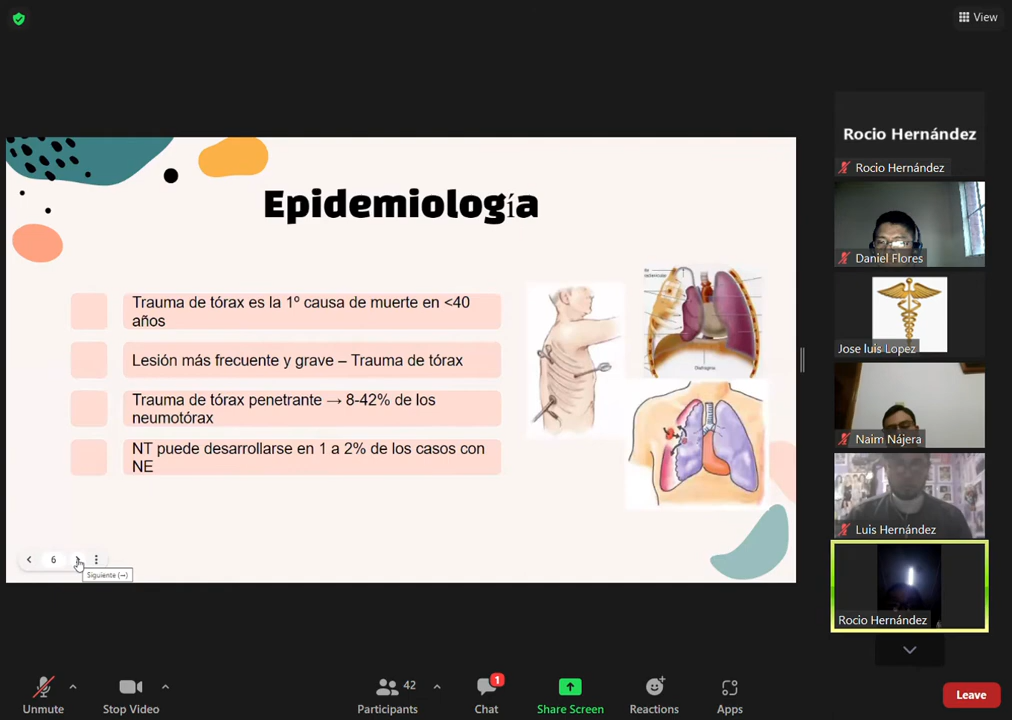 View
Rocio Hernández
Rocio Hernández
Daniel Flores
Jose luis Lopez
Naim Nájera
Luis Hernández
Rocio Hernández
Epidemiología
Trauma de tórax es la 1º causa de muerte en <40
años
Lesión más frecuente y grave – Trauma de tórax
Trauma de tórax penetrante → 8-42% de los
neumotórax
NT puede desarrollarse en 1 a 2% de los casos con
NE
Diafragma
6
Siguiente (→)
Unmute
Stop Video
42
Participants
1
Chat
Share Screen
Reactions
Apps
Leave